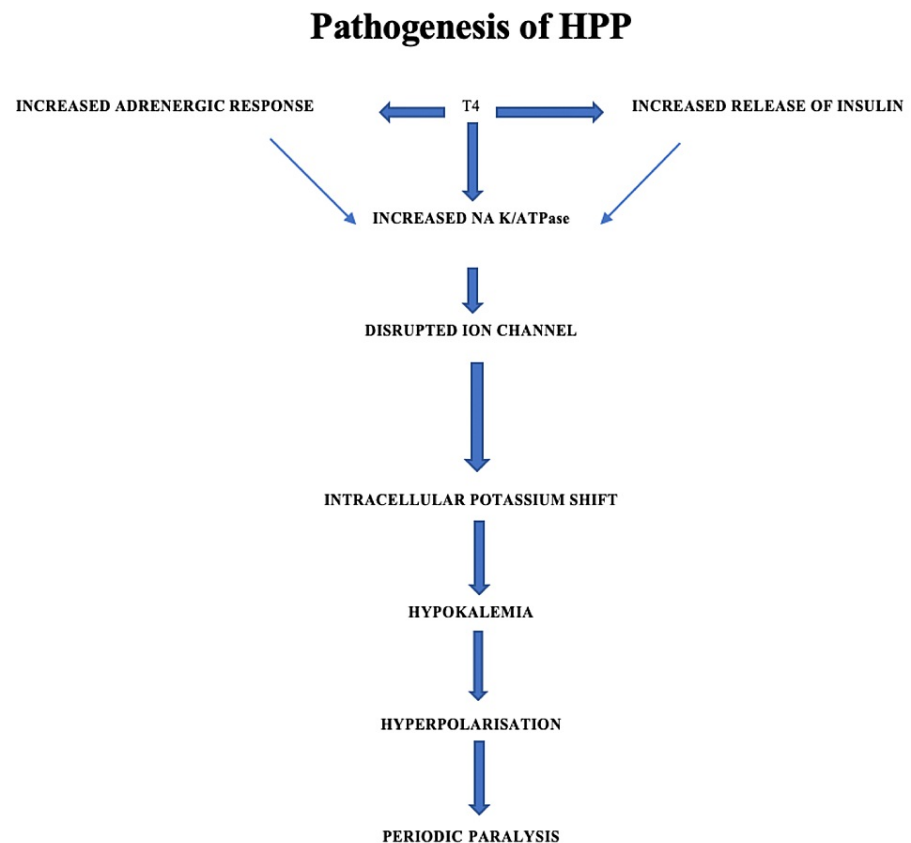 Pathogenesis of HPP
INCREASED ADRENERGIC RESPONSE
T4
INCREASED RELEASE OF INSULIN
INCREASED NA K/ATPase
DISRUPTED ION CHANNEL
INTRACELLULAR POTASSIUM SHIFT
HYPOKALEMIA
HYPERPOLARISATION
PERIODIC PARALYSIS